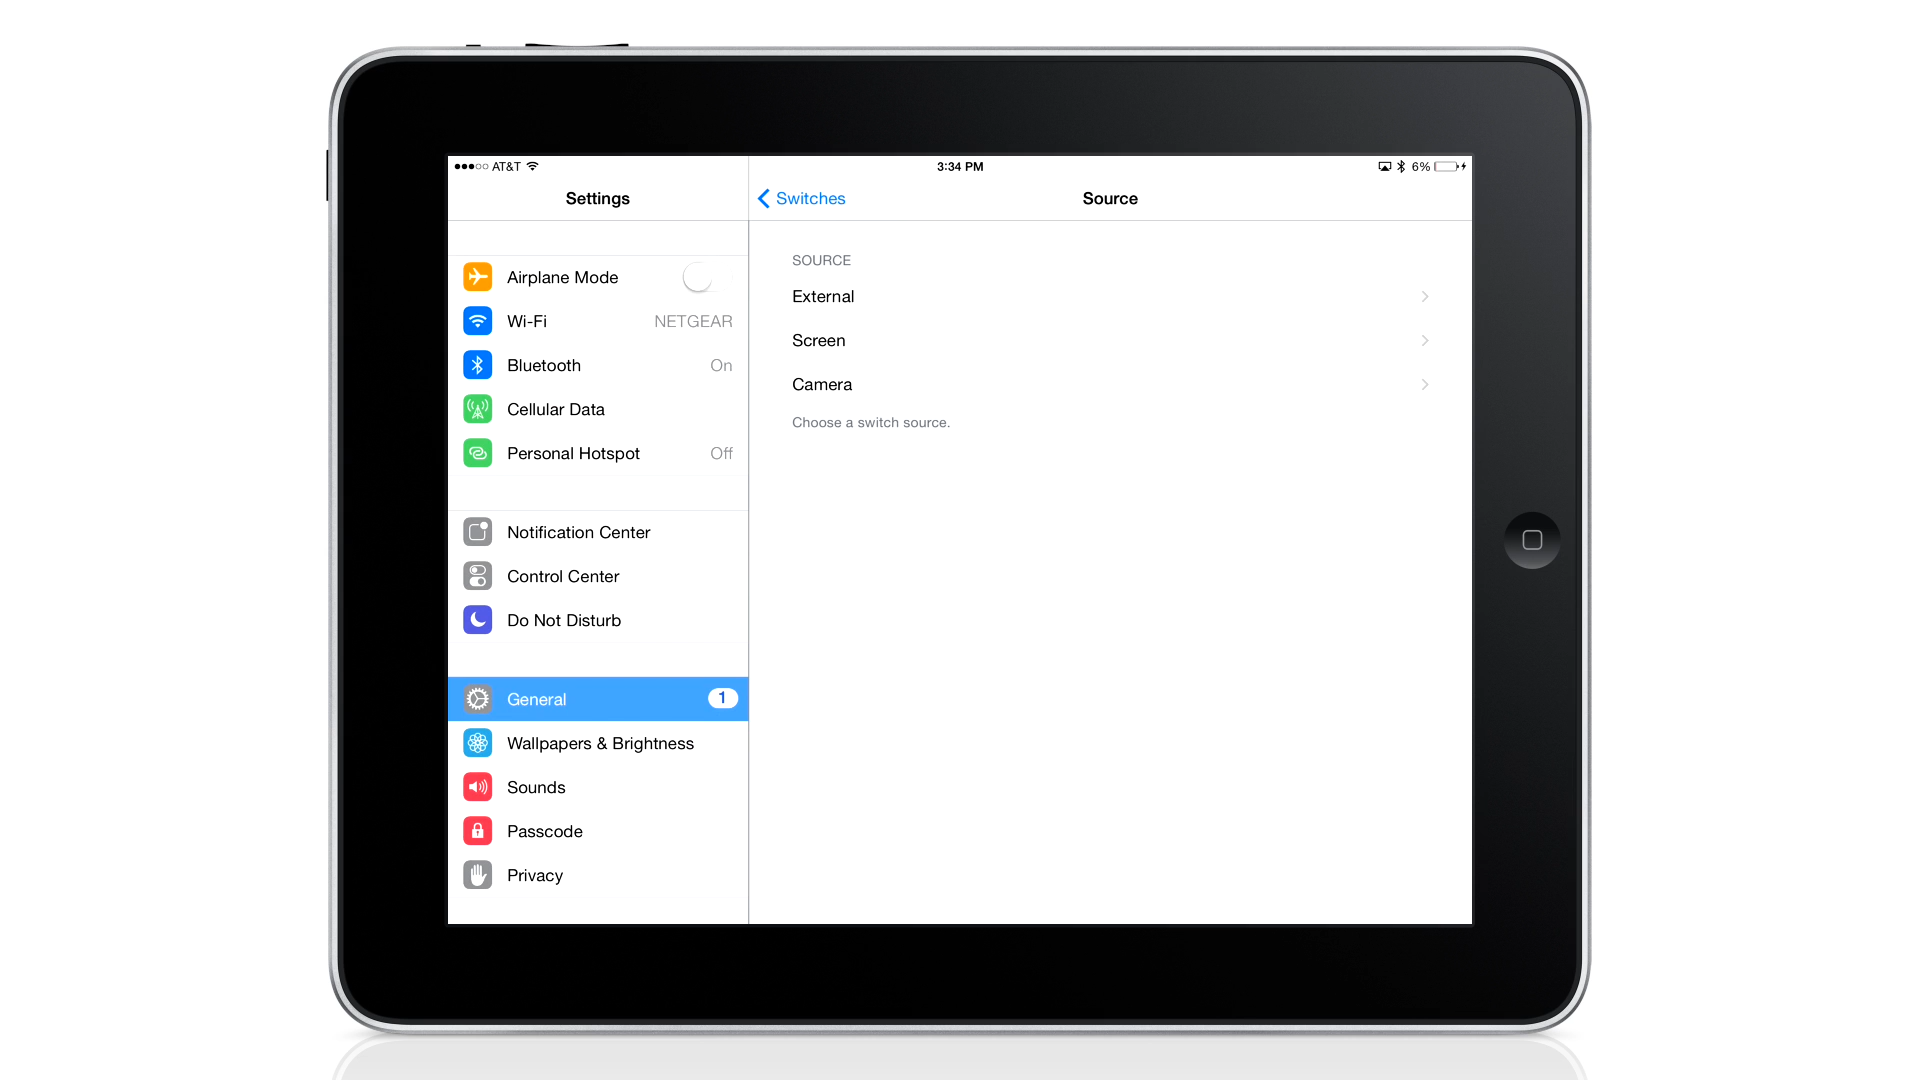 AT&T
3:34 PM
6%
Settings
Switches
Source
Airplane Mode
Wi-Fi NETGEAR
Bluetooth On
Cellular Data
Personal Hotspot Off
Notification Center
Control Center
Do Not Disturb
General 1
Wallpapers & Brightness
Sounds
Passcode
Privacy
SOURCE
External
Screen
Camera
Choose a switch source.